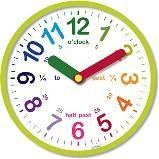 11 12 1
o'clock
10 2
9 ¼ to past ¼ 3
8 4
half past
7 6 5